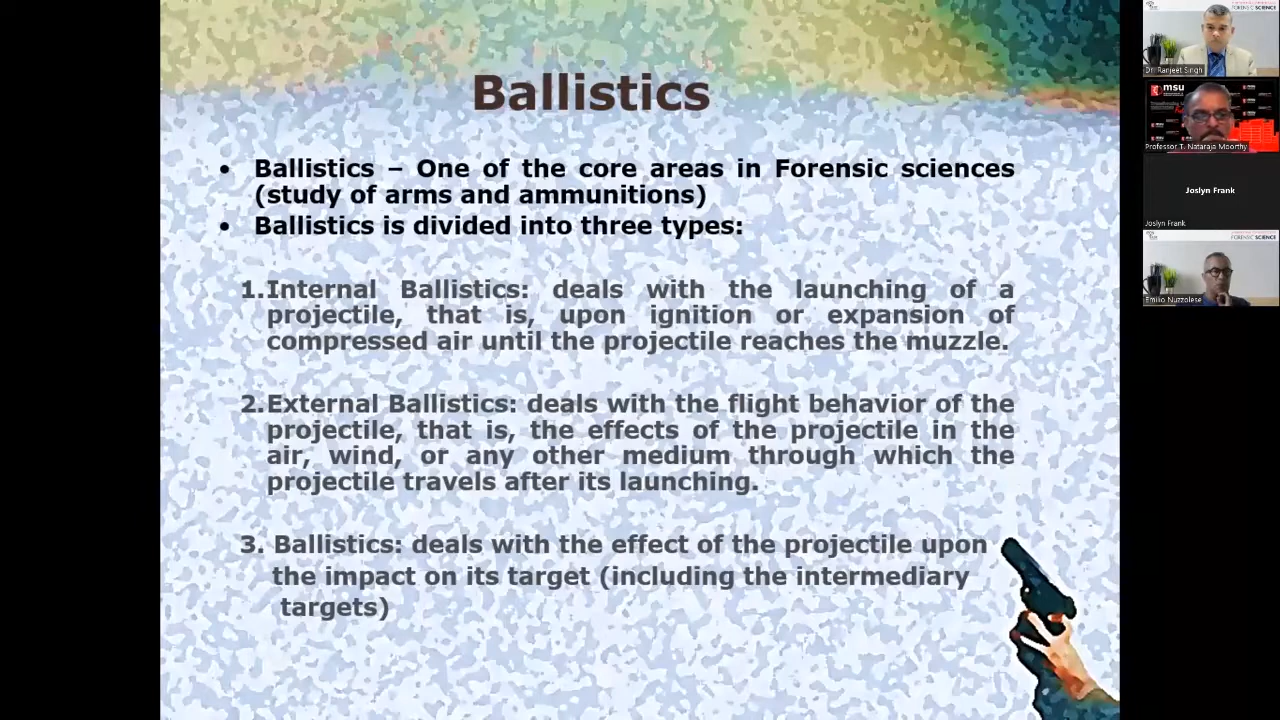 Ballistics
• Ballistics – One of the core areas in Forensic sciences
(study of arms and ammunitions)
• Ballistics is divided into three types:
1.Internal Ballistics: deals with the launching of a
projectile, that is, upon ignition or expansion of
compressed air until the projectile reaches the muzzle.
2.External Ballistics: deals with the flight behavior of the
projectile, that is, the effects of the projectile in the
air, wind, or any other medium through which the
projectile travels after its launching.
3. Ballistics: deals with the effect of the projectile upon
the impact on its target (including the intermediary
targets)
FORENSIC SCIENCE
Dr. Ranjeet Singh
msu
Professor T. Nataraja Moorthy
Joslyn Frank
Joslyn Frank
FORENSIC SCIENCE
Emilio Nuzzolese